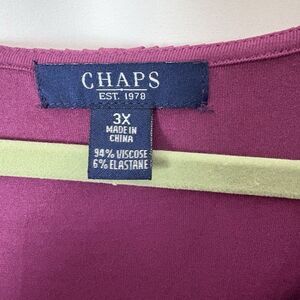 CHAPS
EST. 1978
3X
MADE IN
CHINA
94% VISCOSE
6% ELASTANE